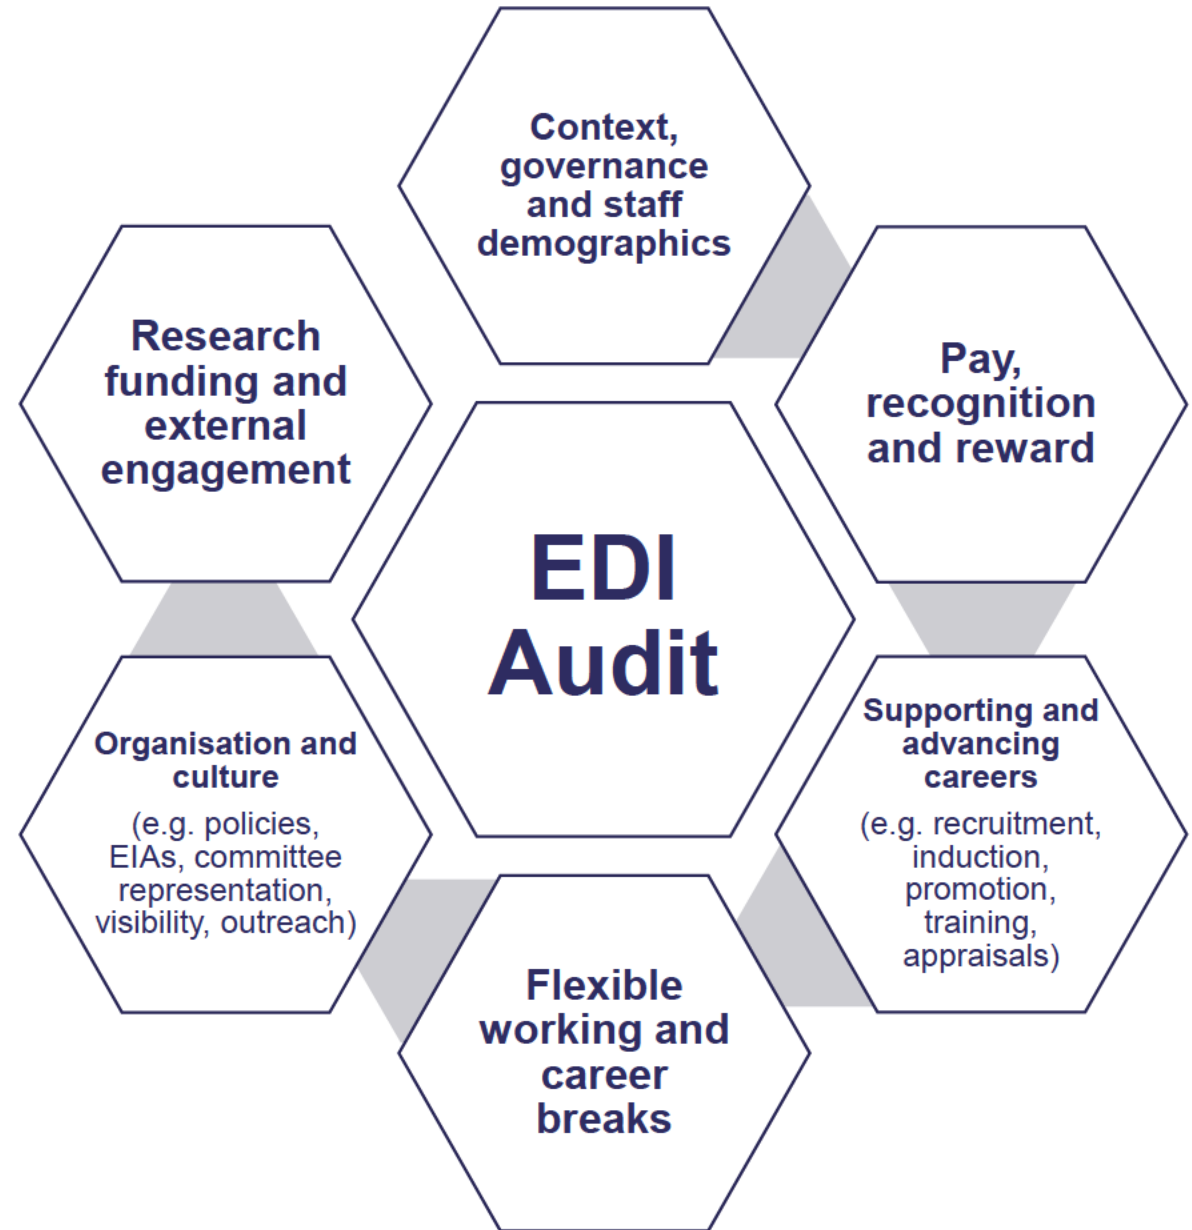 Context,
governance
and staff
demographics
Research
funding and
external
engagement
Pay,
recognition
and reward
EDI
Audit
Organisation and
culture
(e.g. policies,
EIAs, committee
representation,
visibility, outreach)
Supporting and
advancing
careers
(e.g. recruitment,
induction,
promotion,
training,
appraisals)
Flexible
working and
career
breaks